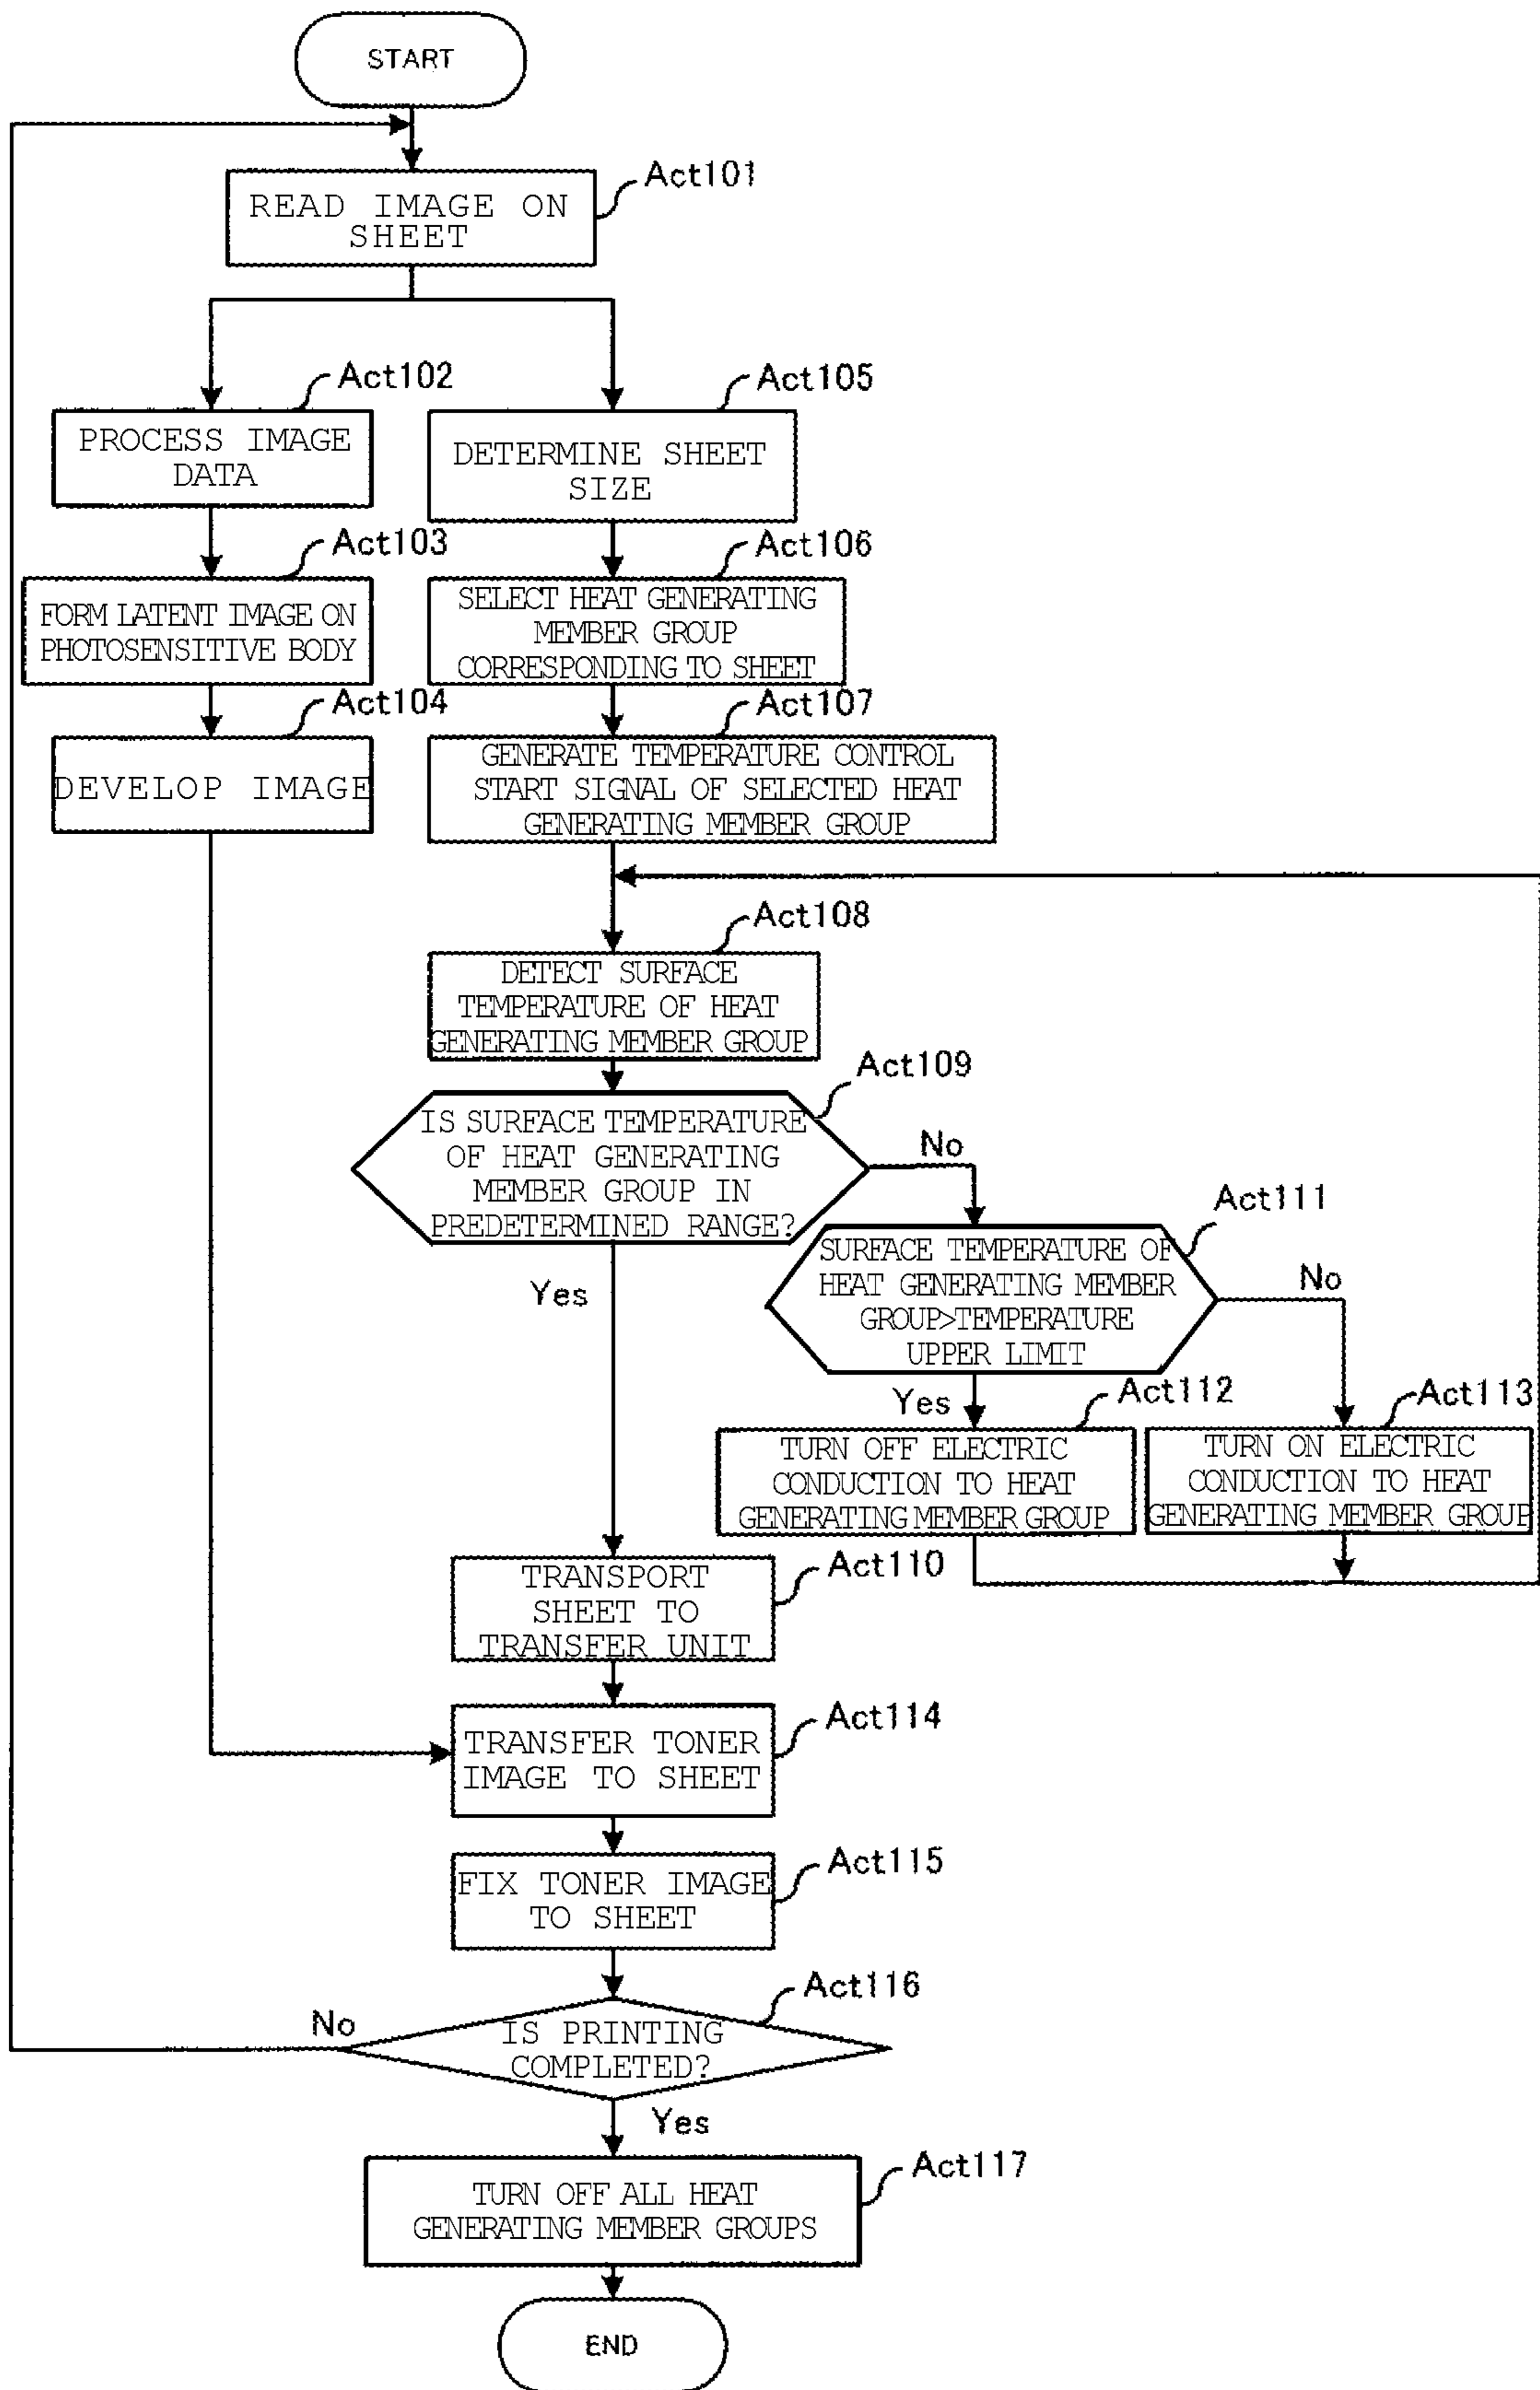 START
Act101
READ IMAGE ON
SHEET
Act102
PROCESS IMAGE
DATA
Act103
FORM LATENT IMAGE ON
PHOTOSENSITIVE BODY
Act104
DEVELOP IMAGE
Act105
DETERMINE SHEET
SIZE
Act106
SELECT HEAT GENERATING
MEMBER GROUP
CORRESPONDING TO SHEET
Act107
GENERATE TEMPERATURE CONTROL
START SIGNAL OF SELECTED HEAT
GENERATING MEMBER GROUP
Act108
DETECT SURFACE
TEMPERATURE OF HEAT
GENERATING MEMBER GROUP
Act109
IS SURFACE TEMPERATURE
OF HEAT GENERATING
MEMBER GROUP IN
PREDETERMINED RANGE?
No
Yes
Act111
SURFACE TEMPERATURE OF
HEAT GENERATING MEMBER
GROUP>TEMPERATURE
UPPER LIMIT
No
Yes
Act112
TURN OFF ELECTRIC
CONDUCTION TO HEAT
GENERATING MEMBER GROUP
Act113
TURN ON ELECTRIC
CONDUCTION TO HEAT
GENERATING MEMBER GROUP
Act110
TRANSPORT
SHEET TO
TRANSFER UNIT
Act114
TRANSFER TONER
IMAGE TO SHEET
Act115
FIX TONER IMAGE
TO SHEET
Act116
IS PRINTING
COMPLETED?
No
Yes
Act117
TURN OFF ALL HEAT
GENERATING MEMBER GROUPS
END